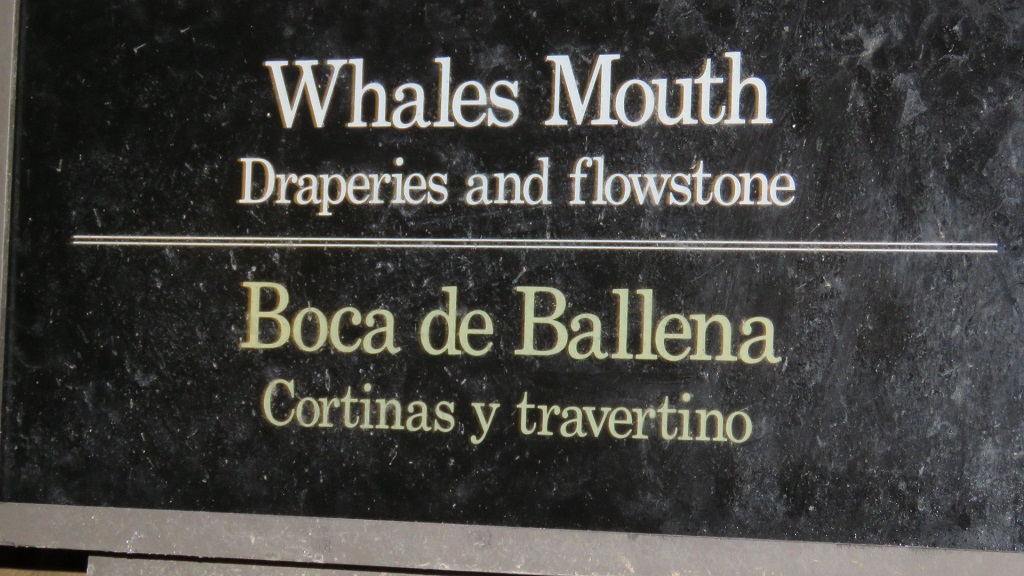 Whales Mouth
Draperies and flowstone
Boca de Ballena
Cortinas y travertino